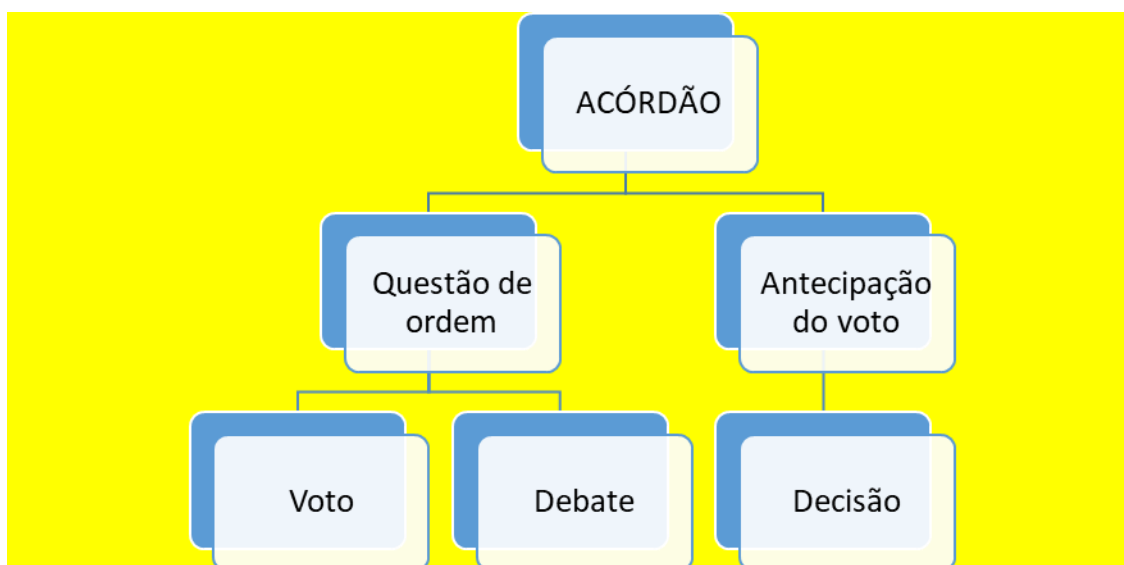 ACÓRDÃO
Questão de
ordem
Antecipação
do voto
Voto
Debate
Decisão